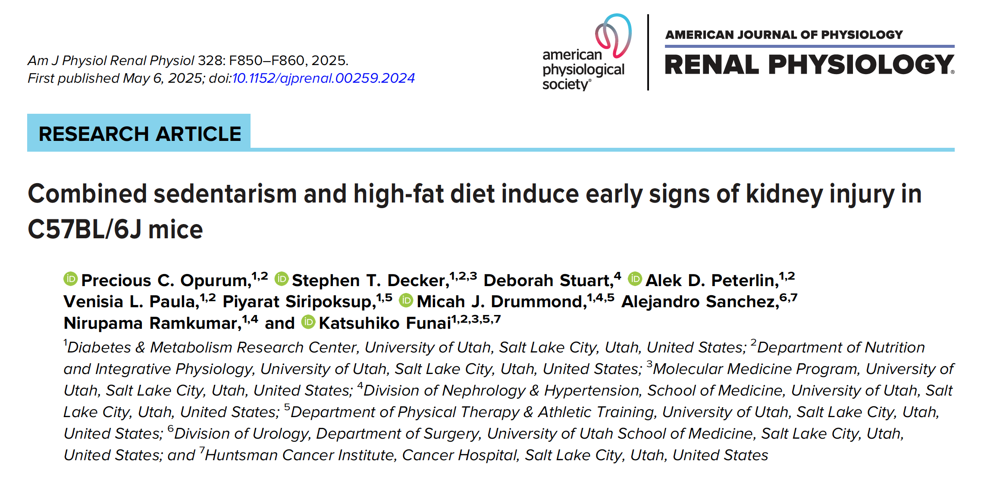 Am J Physiol Renal Physiol 328: F850–F860, 2025.
First published May 6, 2025; doi:10.1152/ajprenal.00259.2024
american
physiological
society®
AMERICAN JOURNAL OF PHYSIOLOGY
RENAL PHYSIOLOGY®
RESEARCH ARTICLE
Combined sedentarism and high-fat diet induce early signs of kidney injury in
C57BL/6J mice
iD Precious C. Opurum,1,2 iD Stephen T. Decker,1,2,3 Deborah Stuart,4 iD Alek D. Peterlin,1,2
Venisia L. Paula,1,2 Piyarat Siripoksup,1,5 iD Micah J. Drummond,1,4,5 Alejandro Sanchez,6,7
Nirupama Ramkumar,1,4 and iD Katsuhiko Funai1,2,3,5,7
1Diabetes & Metabolism Research Center, University of Utah, Salt Lake City, Utah, United States; 2Department of Nutrition
and Integrative Physiology, University of Utah, Salt Lake City, Utah, United States; 3Molecular Medicine Program, University of
Utah, Salt Lake City, Utah, United States; 4Division of Nephrology & Hypertension, School of Medicine, University of Utah, Salt
Lake City, Utah, United States; 5Department of Physical Therapy & Athletic Training, University of Utah, Salt Lake City, Utah,
United States; 6Division of Urology, Department of Surgery, University of Utah School of Medicine, Salt Lake City, Utah,
United States; and 7Huntsman Cancer Institute, Cancer Hospital, Salt Lake City, Utah, United States